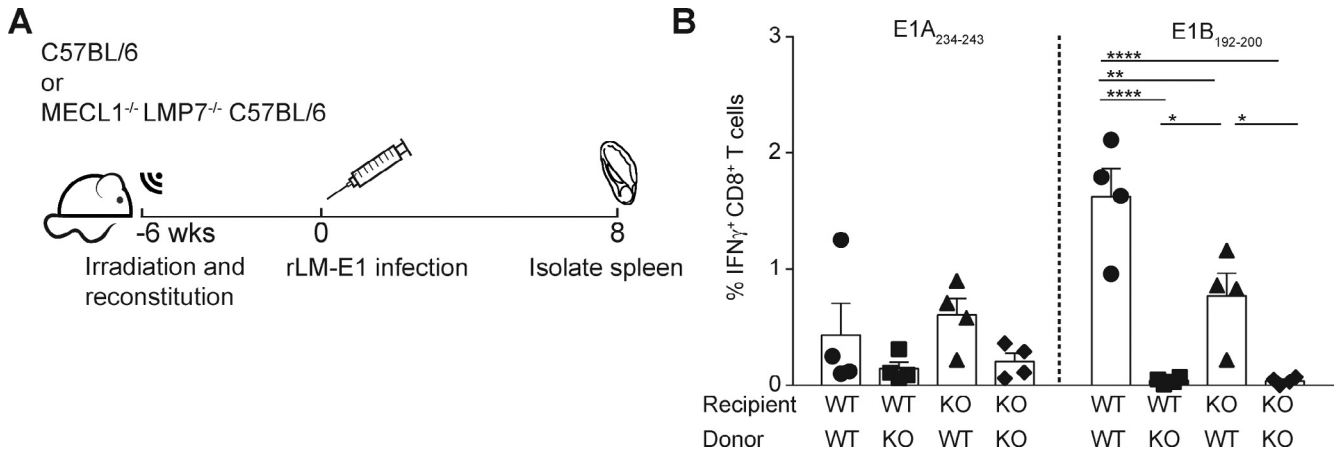 A
C57BL/6
or
MECL1-/- LMP7-/- C57BL/6
-6 wks 0 8
Irradiation and reconstitution
rLM-E1 infection
Isolate spleen
B
E1A234-243 E1B192-200
****
**
****
* *
% IFNγ+ CD8+ T cells
3
2
1
0
Recipient WT WT KO KO WT WT KO KO
Donor WT KO WT KO WT KO WT KO